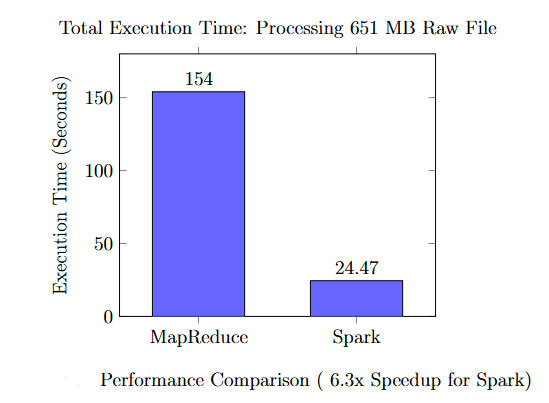 Total Execution Time: Processing 651 MB Raw File
154
150
Execution Time (Seconds)
100
50
24.47
0
MapReduce
Spark
Performance Comparison ( 6.3x Speedup for Spark)